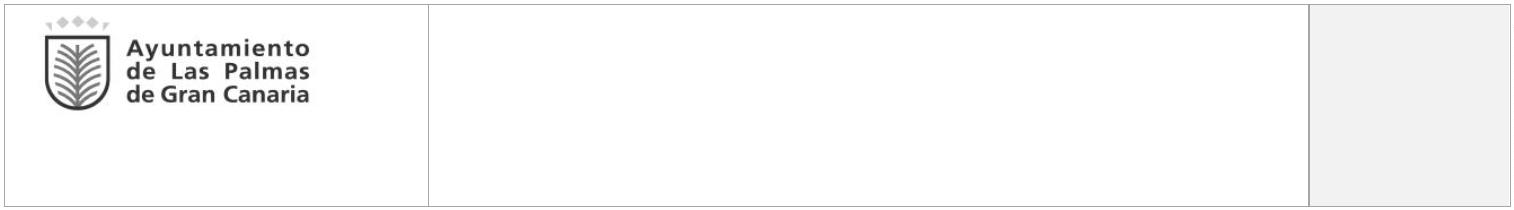 Ayuntamiento
de Las Palmas
de Gran Canaria